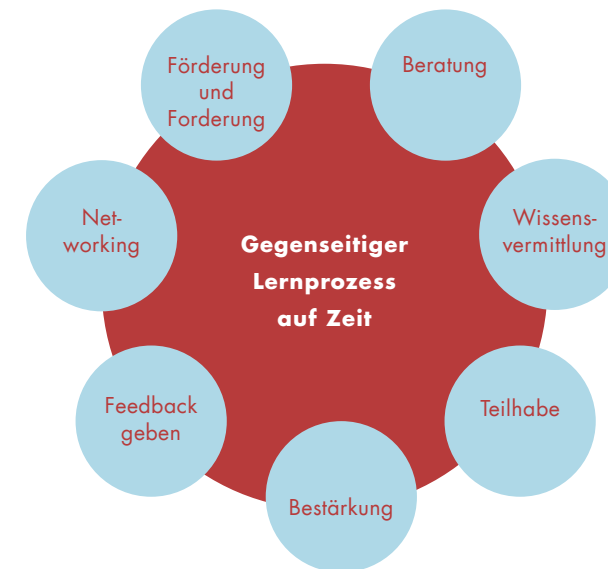 Förderung
und
Forderung
Beratung
Net-
working
Gegenseitiger
Lernprozess
auf Zeit
Wissens-
vermittlung
Feedback
geben
Teilhabe
Bestärkung